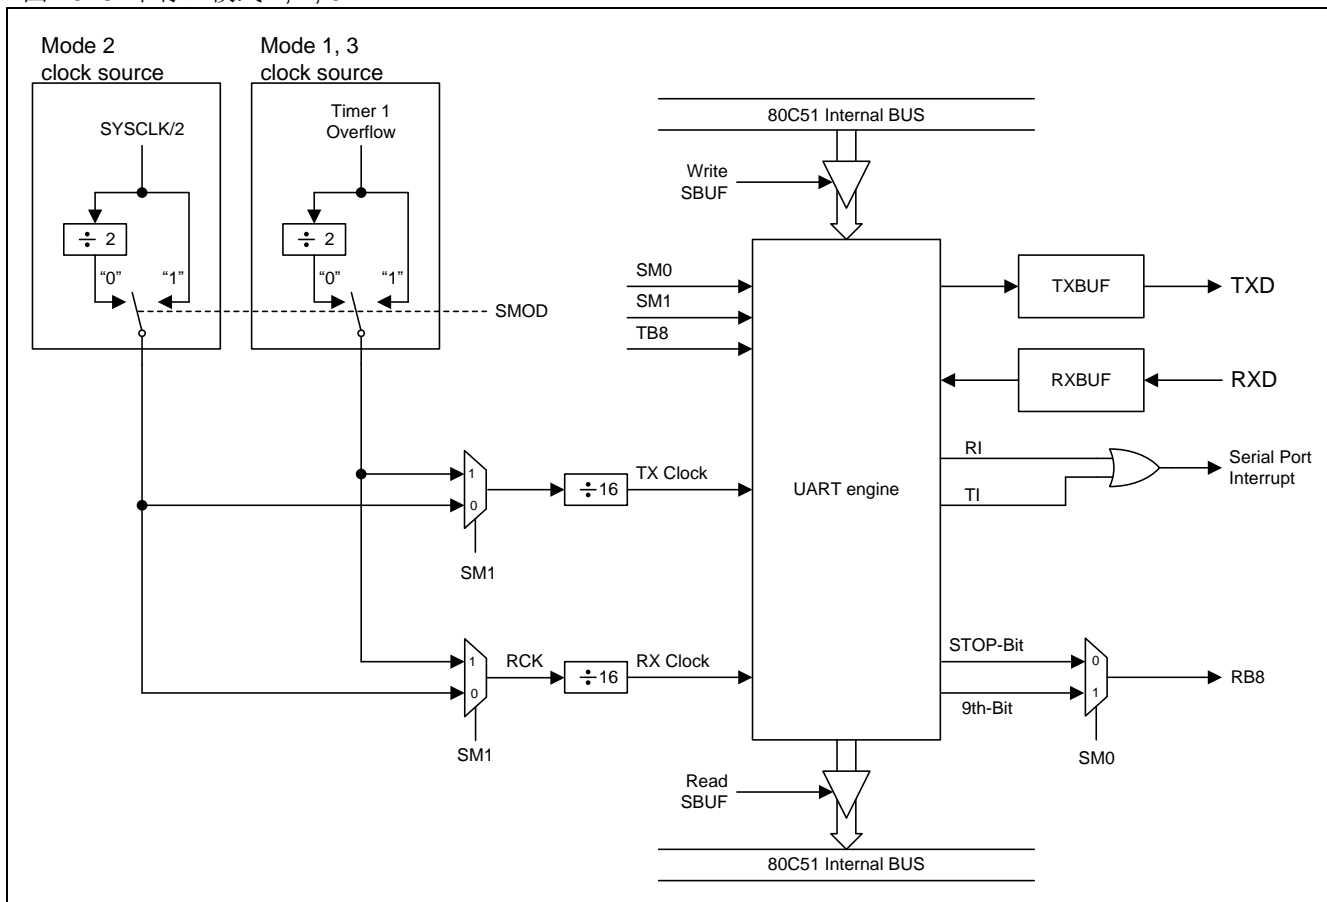 Mode 2
clock source
Mode 1, 3
clock source
SYSCLK/2
Timer 1
Overflow
÷ 2
÷ 2
“0”
“1”
“0”
“1”
SMOD
80C51 Internal BUS
Write
SBUF
SM0
SM1
TB8
TXBUF
TXD
RXBUF
RXD
RI
TI
Serial Port
Interrupt
UART engine
1
0
SM1
÷16
TX Clock
1
0
SM1
RCK
÷16
RX Clock
STOP-Bit
9th-Bit
0
1
SM0
RB8
Read
SBUF
80C51 Internal BUS